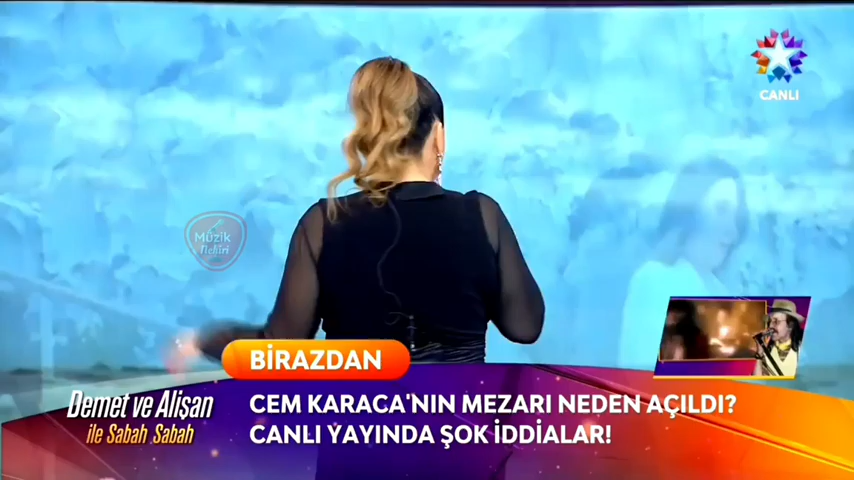 CANLI
Müzik
Nehiri
BİRAZDAN
Demet ve Alişan
ile Sabah Sabah
CEM KARACA'NIN MEZARI NEDEN AÇILDI?
CANLI YAYINDA ŞOK İDDİALAR!